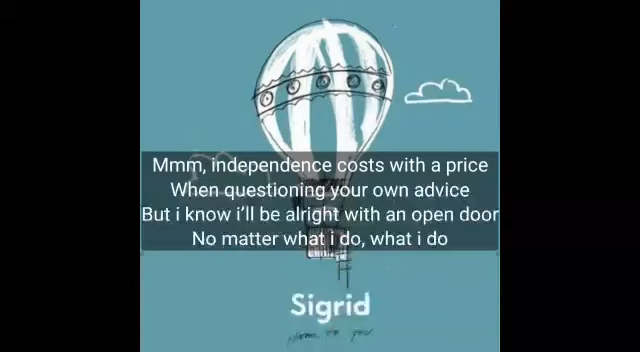 Mmm, independence costs with a price
When questioning your own advice
But i know i'll be alright with an open door
No matter what i do, what i do
Sigrid